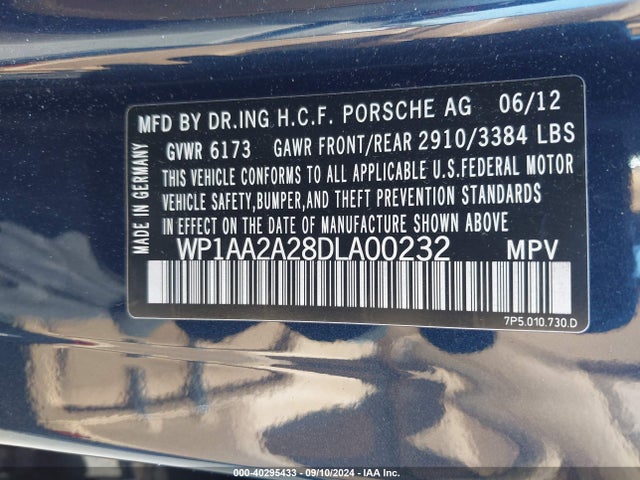 MFD BY DR.ING H.C.F. PORSCHE AG 06/12
GVWR 6173 GAWR FRONT/REAR 2910/3384 LBS
THIS VEHICLE CONFORMS TO ALL APPLICABLE U.S.FEDERAL MOTOR
VEHICLE SAFETY,BUMPER,AND THEFT PREVENTION STANDARDS
IN EFFECT ON THE DATE OF MANUFACTURE SHOWN ABOVE
WP1AA2A28DLA00232 MPV
MADE IN GERMANY
7P5.010.730.D
000-40295433 - 09/10/2024 - IAA Inc.